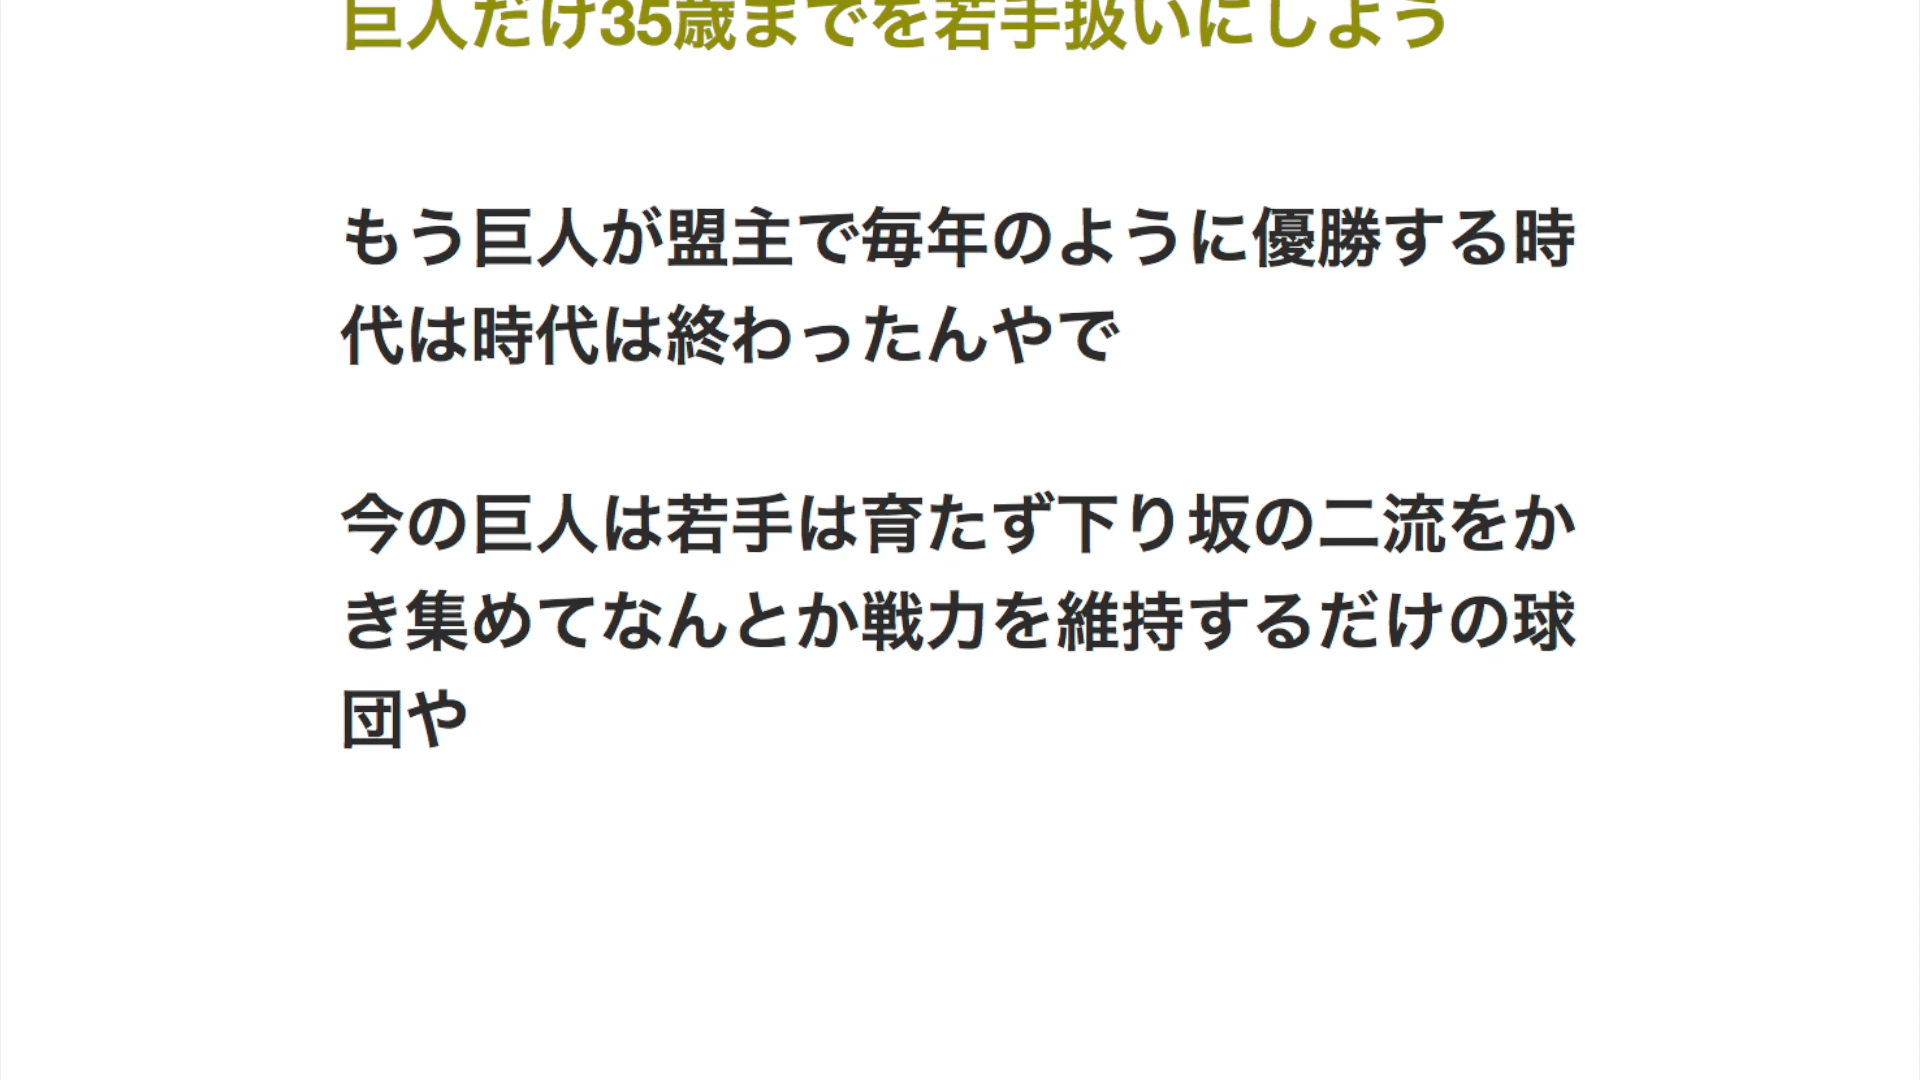 巨人だけ35歳までを若手扱いにしよう
もう巨人が盟主で毎年のように優勝する時
代は時代は終わったんやで
今の巨人は若手は育たず下り坂の二流をか
き集めてなんとか戦力を維持するだけの球
団や